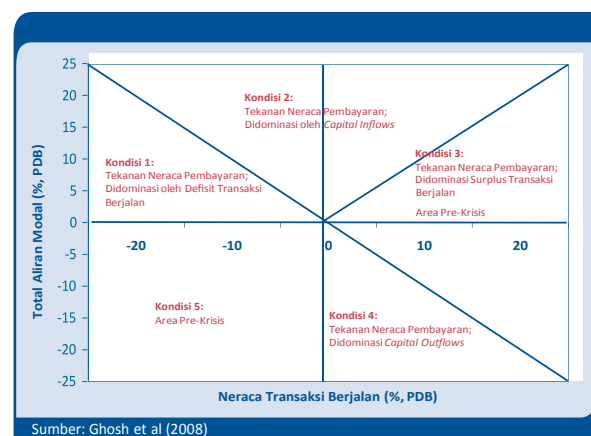 Total Aliran Modal (%, PDB)
25
20
15
10
5
0
-5
-10
-15
-20
-25
Kondisi 2:
Tekanan Neraca Pembayaran;
Didominasi oleh Capital Inflows
Kondisi 1:
Tekanan Neraca Pembayaran;
Didominasi oleh Defisit Transaksi
Berjalan
Kondisi 3:
Tekanan Neraca Pembayaran;
Didominasi Surplus Transaksi
Berjalan
Area Pre-Krisis
-20 -10 0 10 20
Kondisi 5:
Area Pre-Krisis
Kondisi 4:
Tekanan Neraca Pembayaran;
Didominasi Capital Outflows
Neraca Transaksi Berjalan (%, PDB)
Sumber: Ghosh et al (2008)